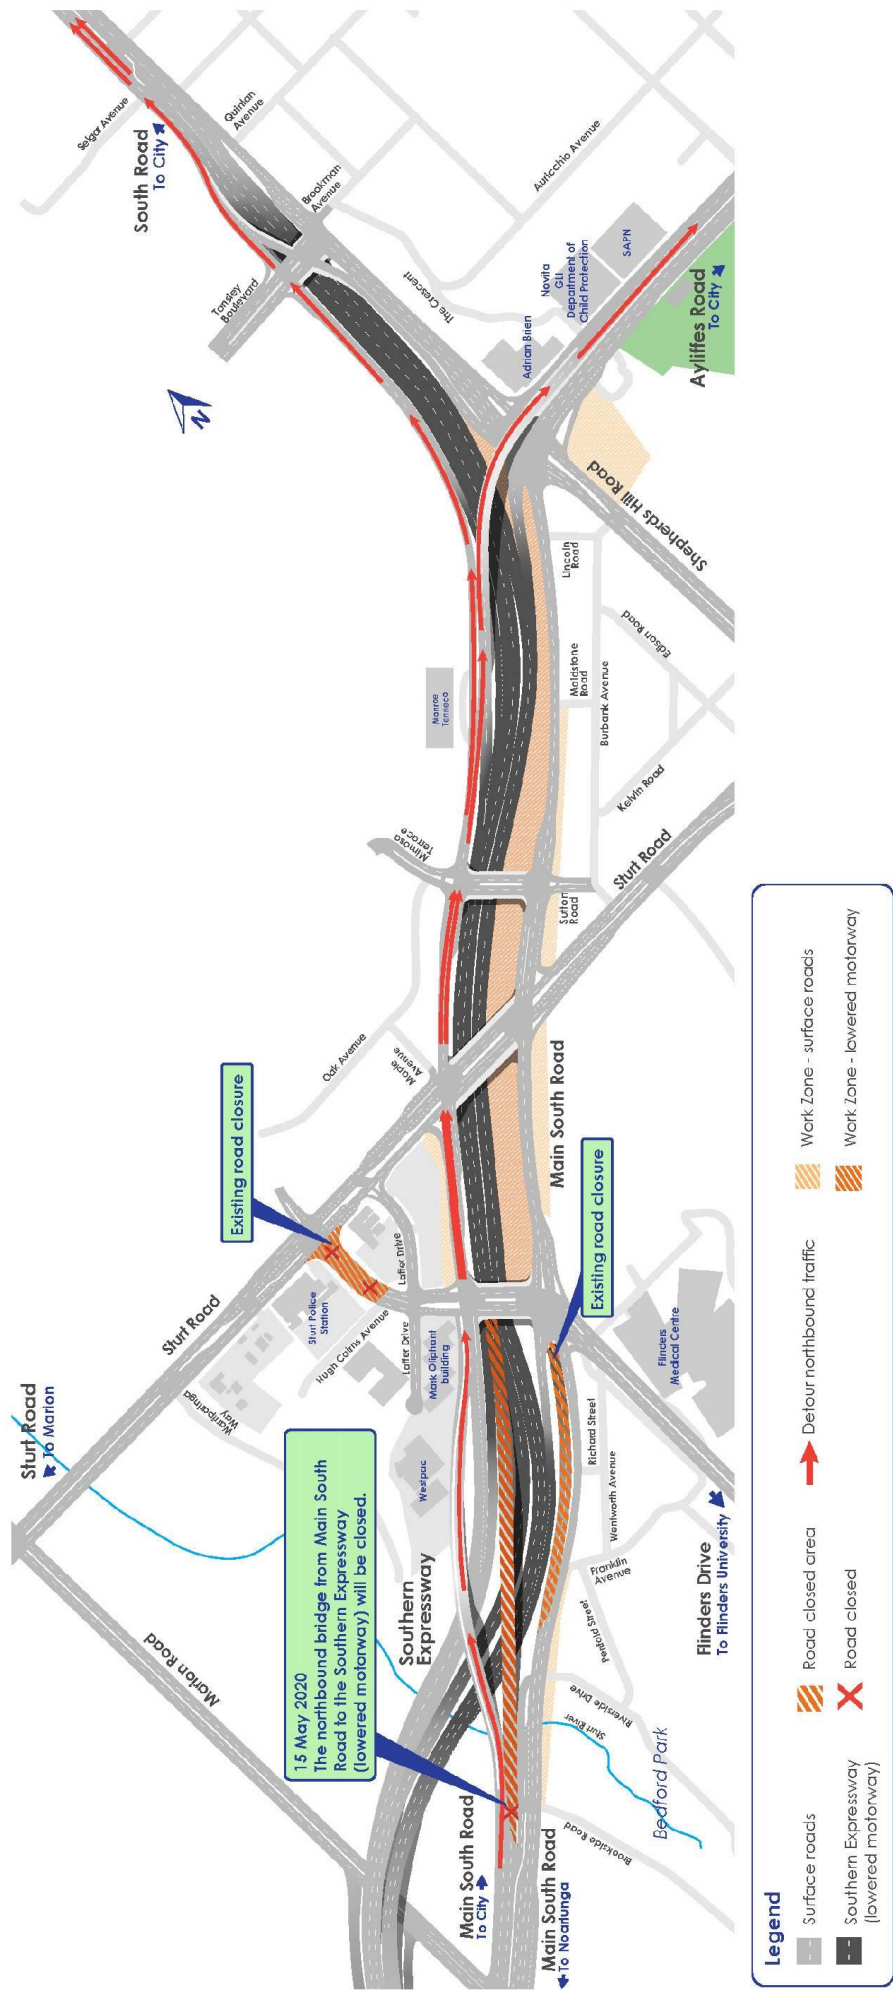 Selgar Avenue
South Road
To City
Quinlan
Avenue
Brookman
Avenue
Tonsley
Boulevard
Auricchio Avenue
The Crescent
N
Novita
GLI
Department of
Child Protection
SAPN
Adrian Brien
Ayliffes Road
To City
Shepherds Hill Road
Lincoln
Road
Edison Road
Monroe
Tenneco
Maidstone
Road
Burbank Avenue
Kelvin Road
Mimosa
Terrace
Sturt Road
Sutton
Road
Oak Avenue
Maple
Avenue
Main South Road
Existing road closure
Existing road closure
Sturt Road
Sturt Police
Station
Laffer Drive
Hugh Cairns Avenue
Laffer Drive
Mark Oliphant
building
Flinders
Medical Centre
Warriparinga
Way
Sturt Road
To Marion
Westpac
Richard Street
Wentworth Avenue
Franklin
Avenue
Flinders Drive
To Flinders University
15 May 2020
The northbound bridge from Main South
Road to the Southern Expressway
(lowered motorway) will be closed.
Southern
Expressway
Marion Road
Penfold Street
Riverside Drive
Sturt River
Bedford Park
Brookside Road
Main South Road
To City
Main South Road
To Noarlunga
Legend
Surface roads
Southern Expressway
(lowered motorway)
Road closed area
Road closed
Detour northbound traffic
Work Zone - surface roads
Work Zone - lowered motorway